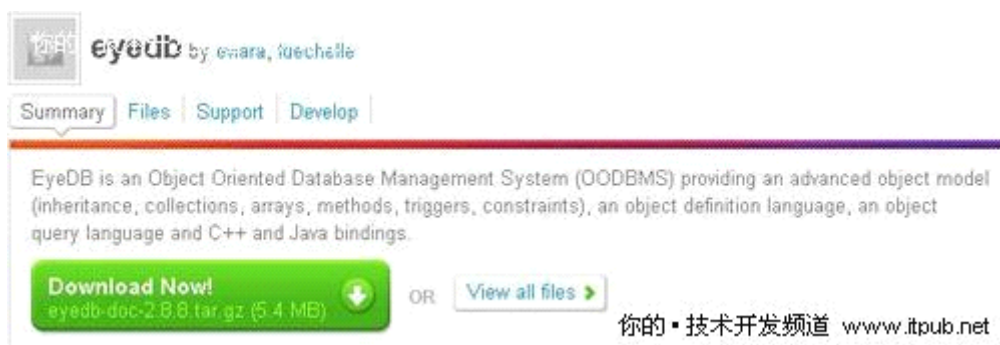 你的
eyedb by
Summary Files Support Develop
EyeDB is an Object Oriented Database Management System (OODBMS) providing an advanced object model
(inheritance, collections, arrays, methods, triggers, constraints), an object definition language, an object
query language and C++ and Java bindings.
Download Now!
eyedb-doc-2.8.8.tar.gz (5.4 MB)
OR
View all files
你的▪技术开发频道 www.itpub.net